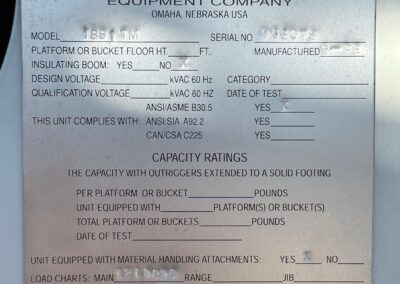 EQUIPMENT COMPANY
OMAHA, NEBRASKA USA
MODEL SERIAL NO.
PLATFORM OR BUCKET FLOOR HT. FT. MANUFACTURED
INSULATING BOOM: YES NO X
DESIGN VOLTAGE kVAC 60 HZ CATEGORY
QUALIFICATION VOLTAGE kVAC 60 HZ DATE OF TEST
ANSI/ASME B30.5 YES X
THIS UNIT COMPLIES WITH: ANSI/SIA A92.2 YES
CAN/CSA C225 YES
CAPACITY RATINGS
THE CAPACITY WITH OUTRIGGERS EXTENDED TO A SOLID FOOTING
PER PLATFORM OR BUCKET POUNDS
UNIT EQUIPPED WITH PLATFORM(S) OR BUCKET(S)
TOTAL PLATFORM OR BUCKETS POUNDS
DATE OF TEST
UNIT EQUIPPED WITH MATERIAL HANDLING ATTACHMENTS: YES X NO
LOAD CHARTS: MAIN RANGE JIB